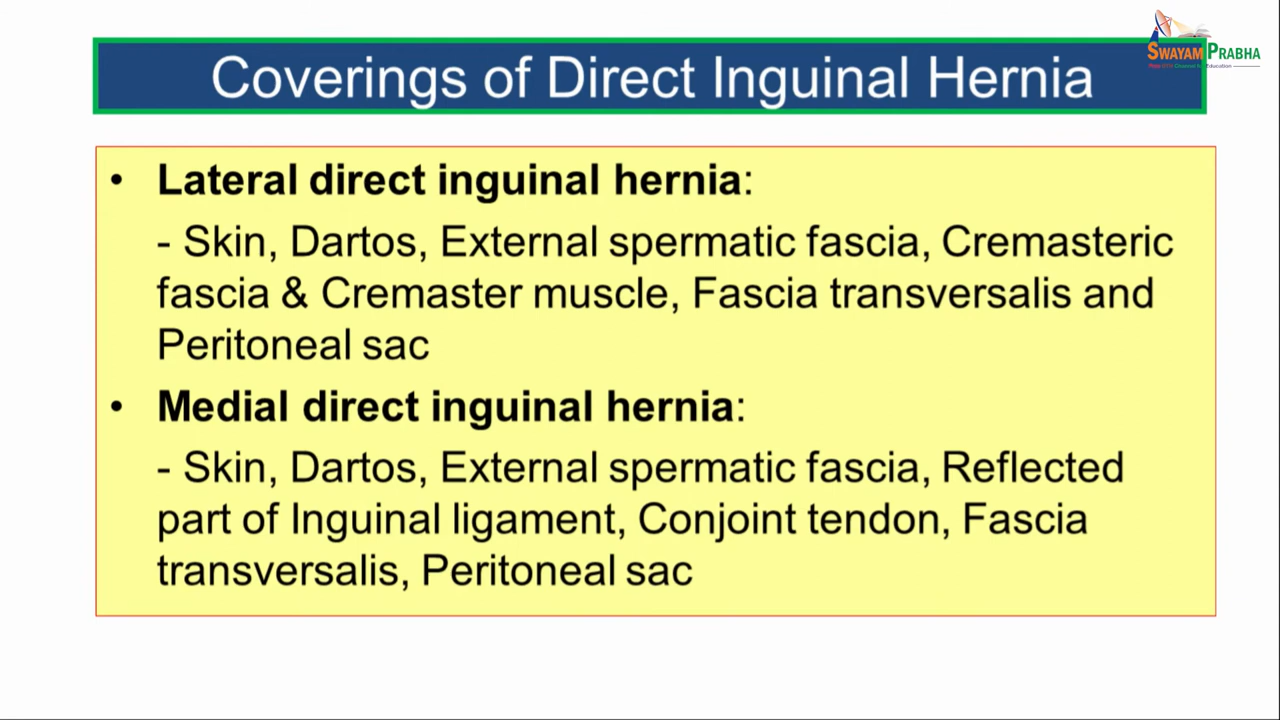 SWAYAM PRABHA
Coverings of Direct Inguinal Hernia
• Lateral direct inguinal hernia:
- Skin, Dartos, External spermatic fascia, Cremasteric
fascia & Cremaster muscle, Fascia transversalis and
Peritoneal sac
• Medial direct inguinal hernia:
- Skin, Dartos, External spermatic fascia, Reflected
part of Inguinal ligament, Conjoint tendon, Fascia
transversalis, Peritoneal sac